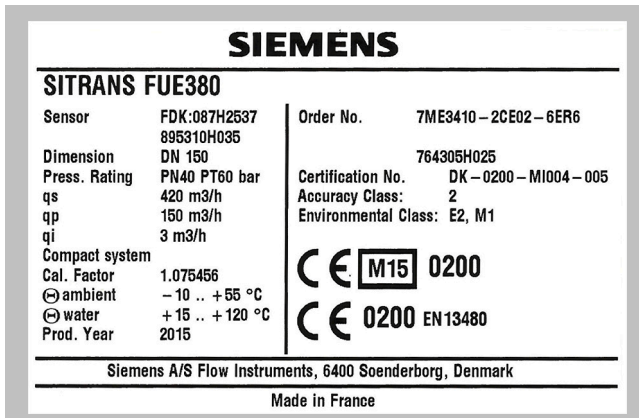 SIEMENS
SITRANS FUE380
Sensor FDK:087H2537
895310H035
Dimension DN 150
Press. Rating PN40 PT60 bar
qs 420 m3/h
qp 150 m3/h
qi 3 m3/h
Compact system
Cal. Factor 1.075456
Θ ambient −10 .. +55 °C
Θ water +15 .. +120 °C
Prod. Year 2015
Order No. 7ME3410−2CE02−6ER6
764305H025
Certification No. DK−0200−MI004−005
Accuracy Class: 2
Environmental Class: E2, M1
CE M15 0200
CE 0200 EN13480
Siemens A/S Flow Instruments, 6400 Soenderborg, Denmark
Made in France